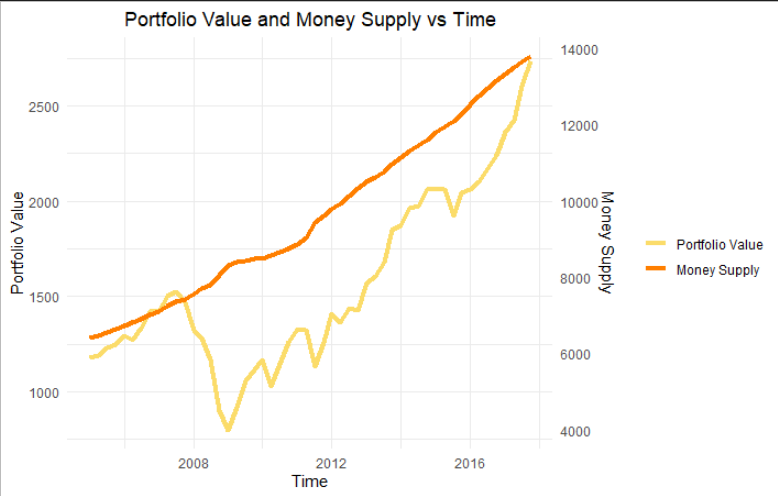 Portfolio Value and Money Supply vs Time
2500
2000
1500
1000
Portfolio Value
2008
2012
2016
Time
14000
12000
10000
8000
6000
4000
Money Supply
Portfolio Value
Money Supply